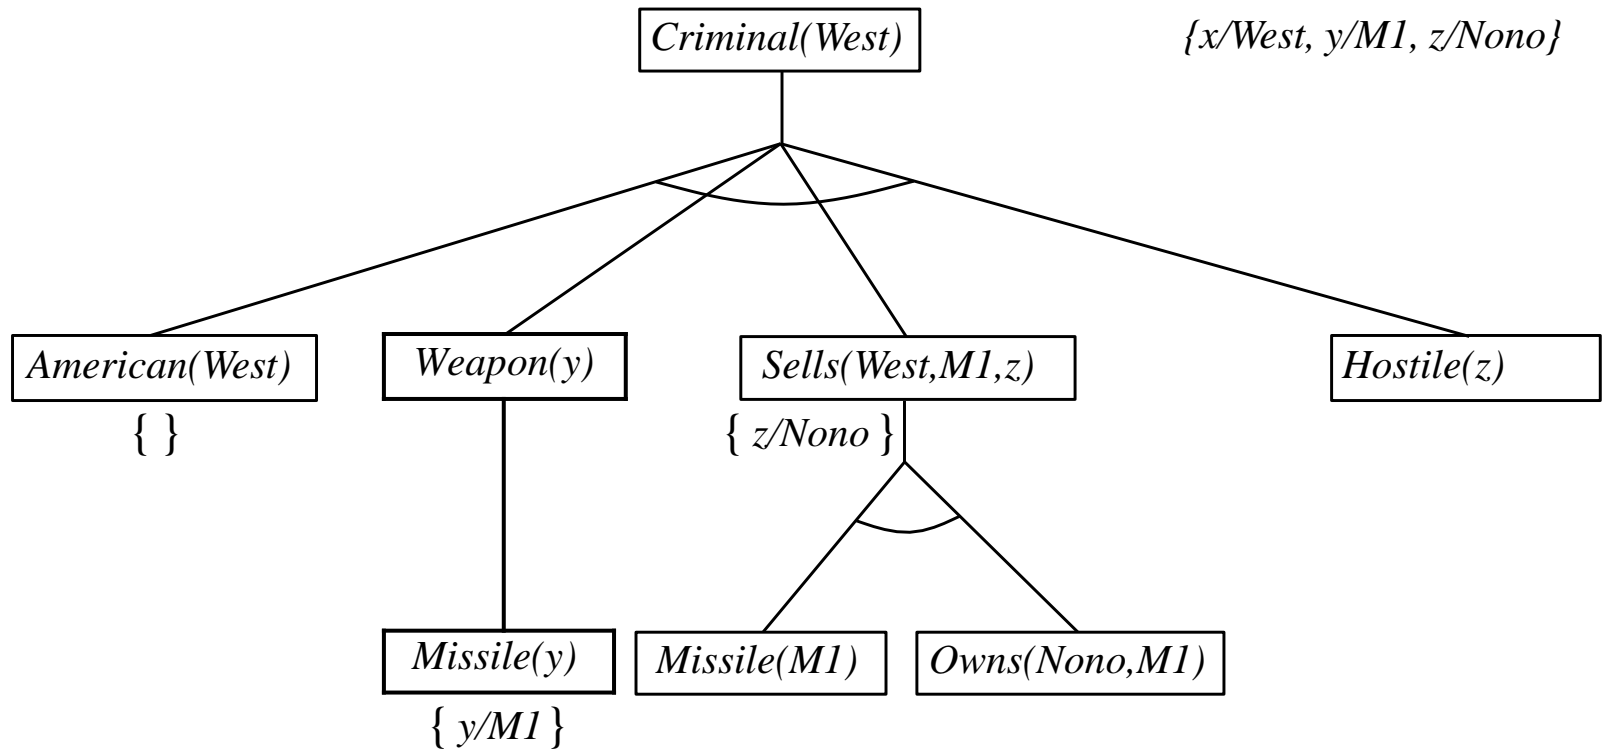 Criminal(West)
{x/West, y/M1, z/Nono}
American(West)
Weapon(y)
Sells(West,M1,z)
Hostile(z)
{ }
{ z/Nono }
Missile(y)
Missile(M1)
Owns(Nono,M1)
{ y/M1 }